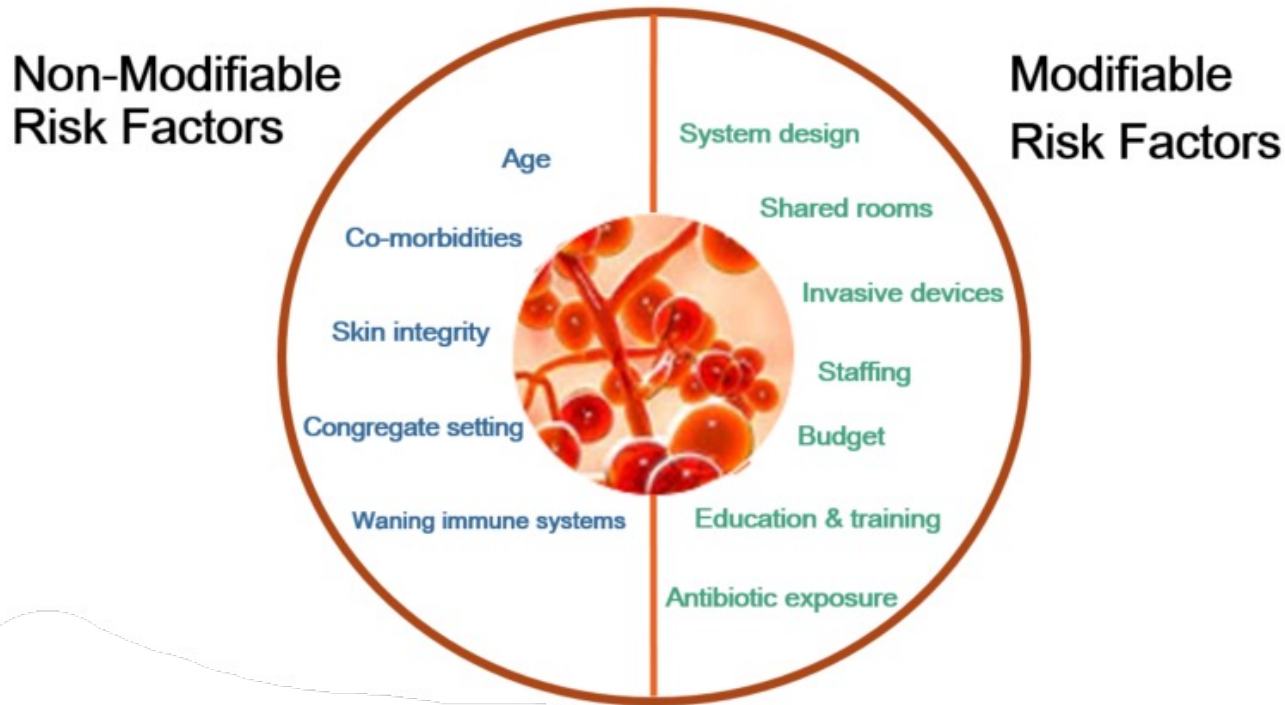 Non-Modifiable
Risk Factors
Age
Co-morbidities
Skin integrity
Congregate setting
Waning immune systems
Modifiable
Risk Factors
System design
Shared rooms
Invasive devices
Staffing
Budget
Education & training
Antibiotic exposure